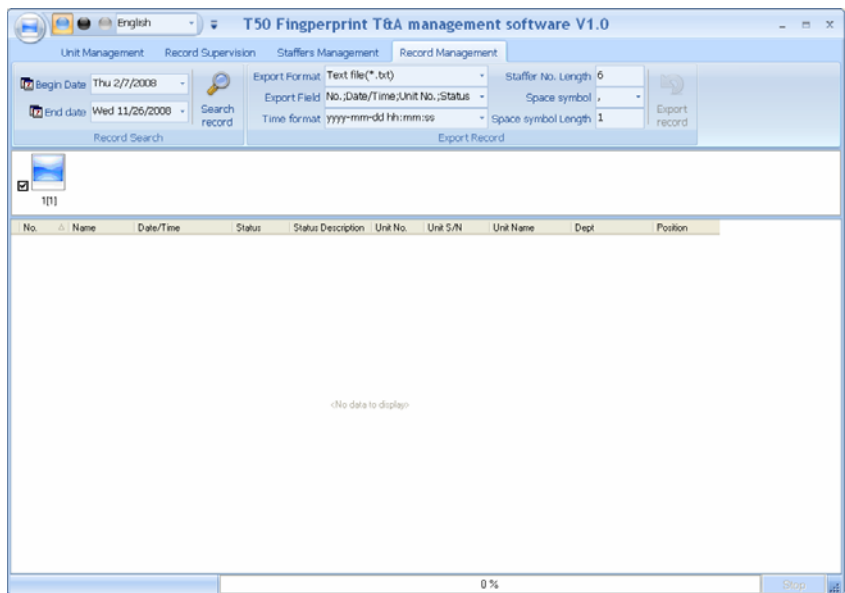 English T50 Fingperprint T&A management software V1.0
Unit Management Record Supervision Staffers Management Record Management
Begin Date Thu 2/7/2008
End date Wed 11/26/2008
Search record
Record Search
Export Format Text file(*.txt) Staffer No. Length 6
Export Field No.;Date/Time;Unit No.;Status Space symbol ,
Time format yyyy-mm-dd hh:mm:ss Space symbol Length 1
Export record
Export Record
1[1]
No. Name Date/Time Status Status Description Unit No. Unit S/N Unit Name Dept Position
<No data to display>
0 % Stop